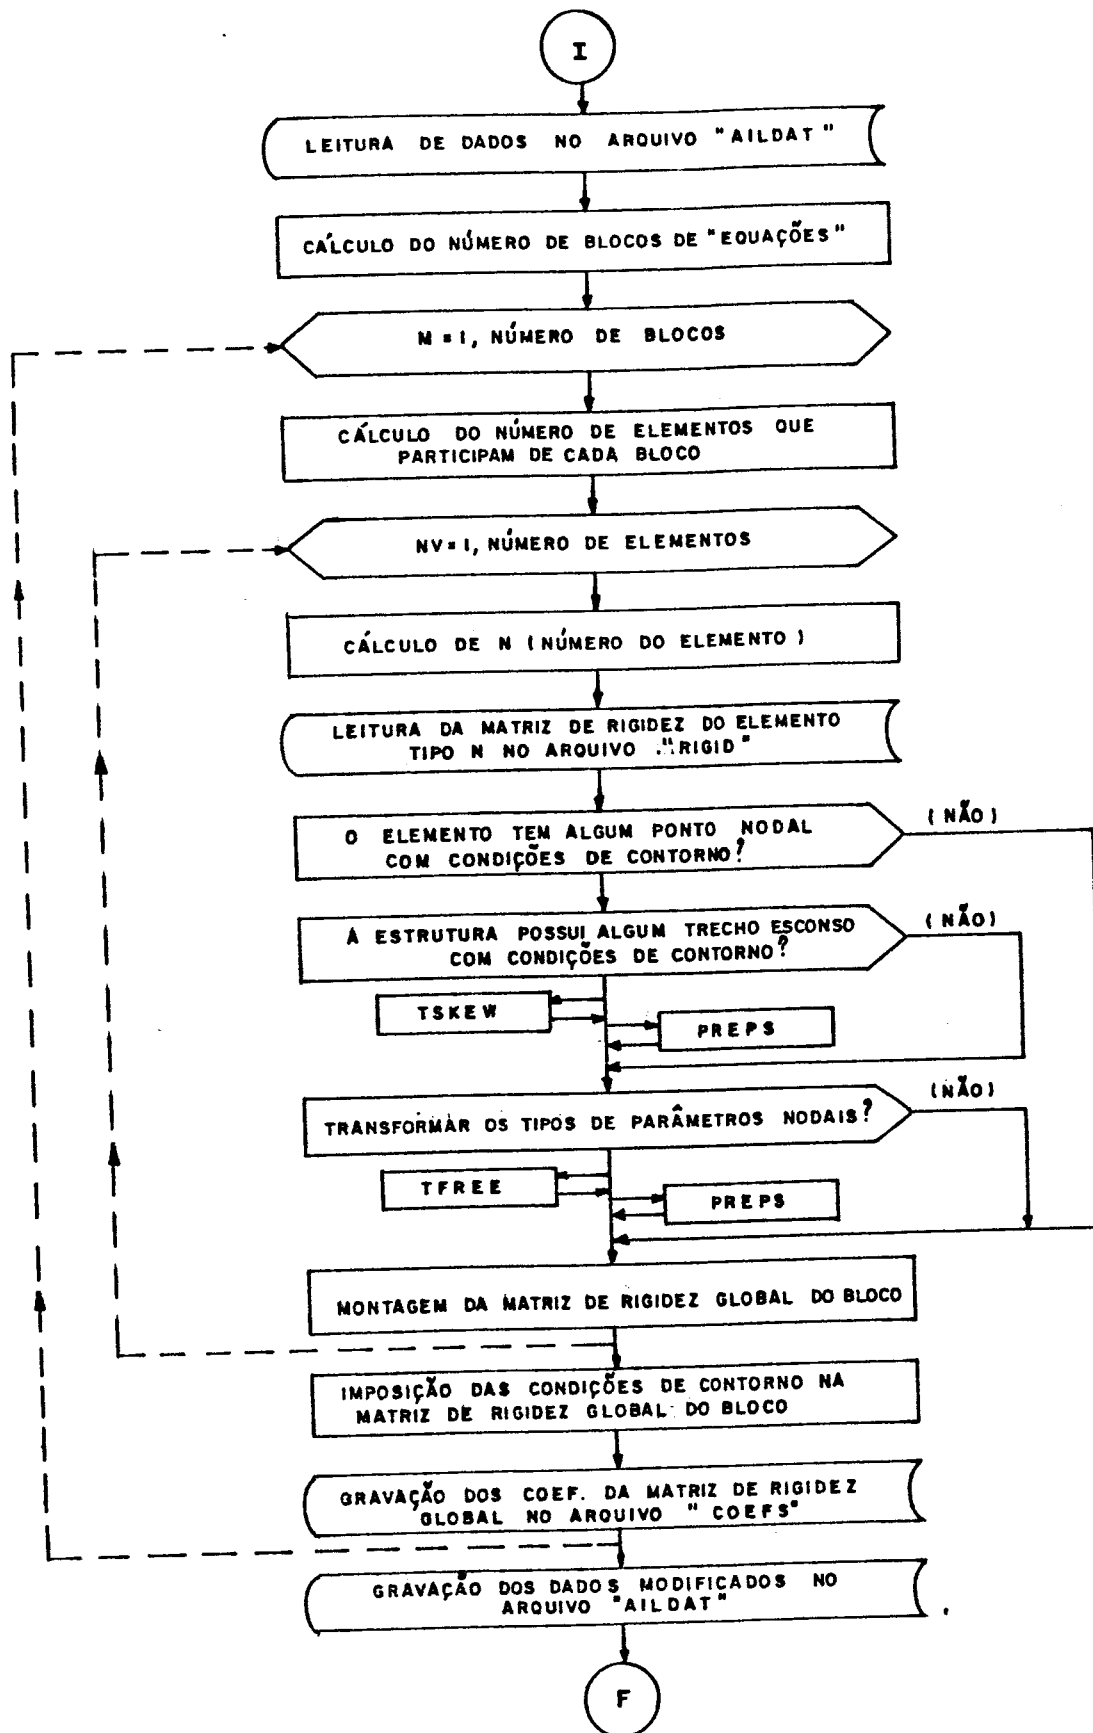 I
LEITURA DE DADOS NO ARQUIVO "AILDAT"
CÁLCULO DO NÚMERO DE BLOCOS DE "EQUAÇÕES"
M = 1, NÚMERO DE BLOCOS
CÁLCULO DO NÚMERO DE ELEMENTOS QUE
PARTICIPAM DE CADA BLOCO
NV = 1, NÚMERO DE ELEMENTOS
CÁLCULO DE N (NÚMERO DO ELEMENTO)
LEITURA DA MATRIZ DE RIGIDEZ DO ELEMENTO
TIPO N NO ARQUIVO "RIGID"
(NÃO)
O ELEMENTO TEM ALGUM PONTO NODAL
COM CONDIÇÕES DE CONTORNO?
(NÃO)
A ESTRUTURA POSSUI ALGUM TRECHO ESCONSO
COM CONDIÇÕES DE CONTORNO?
TSKEW
PREPS
(NÃO)
TRANSFORMAR OS TIPOS DE PARÂMETROS NODAIS?
TFREE
PREPS
MONTAGEM DA MATRIZ DE RIGIDEZ GLOBAL DO BLOCO
IMPOSIÇÃO DAS CONDIÇÕES DE CONTORNO NA
MATRIZ DE RIGIDEZ GLOBAL DO BLOCO
GRAVAÇÃO DOS COEF. DA MATRIZ DE RIGIDEZ
GLOBAL NO ARQUIVO "COEFS"
GRAVAÇÃO DOS DADOS MODIFICADOS NO
ARQUIVO "AILDAT"
F